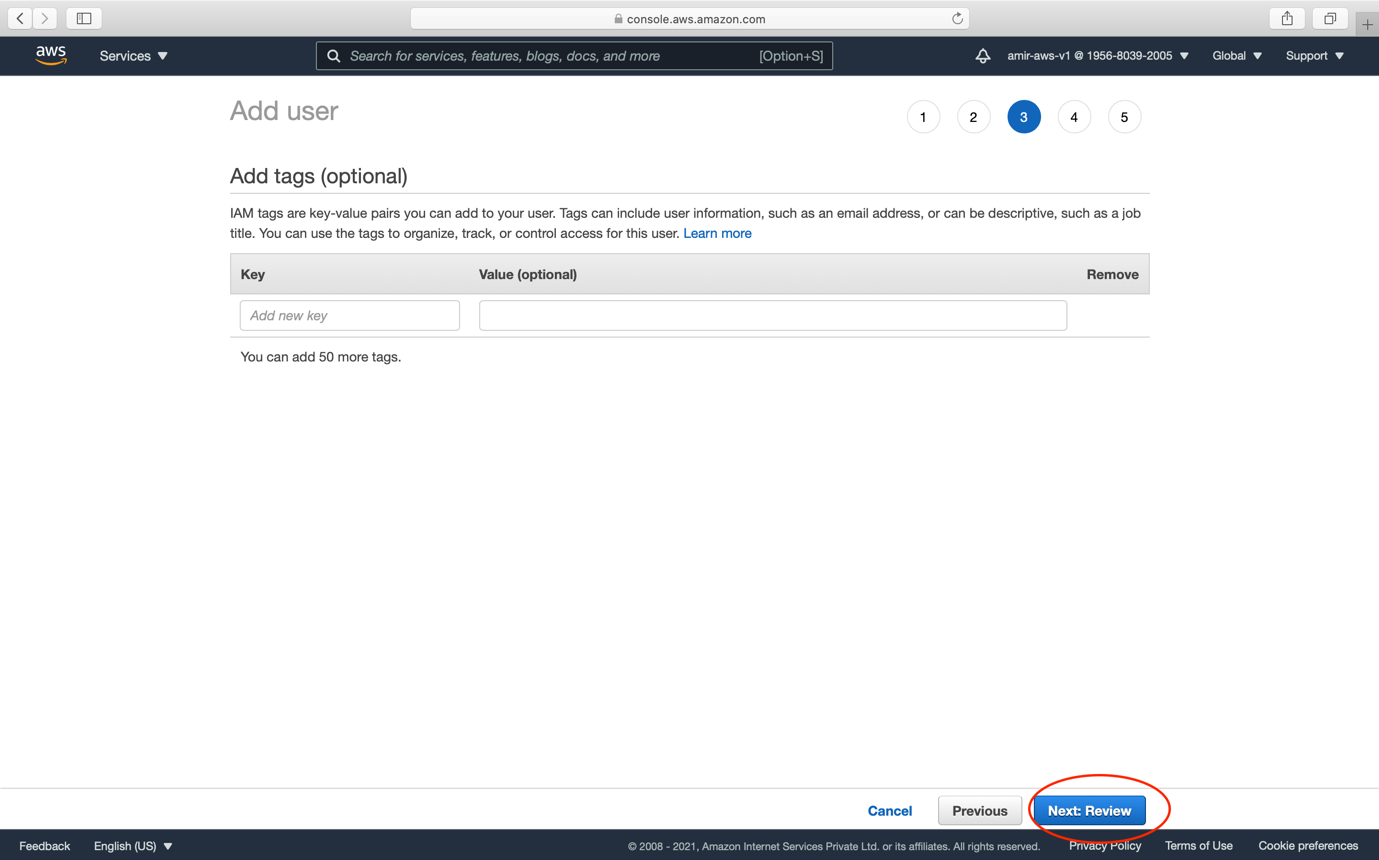 console.aws.amazon.com
aws
Services
Search for services, features, blogs, docs, and more
[Option+S]
amir-aws-v1 @ 1956-8039-2005
Global
Support
Add user
1
2
3
4
5
Add tags (optional)
IAM tags are key-value pairs you can add to your user. Tags can include user information, such as an email address, or can be descriptive, such as a job
title. You can use the tags to organize, track, or control access for this user. Learn more
Key
Value (optional)
Remove
Add new key
You can add 50 more tags.
Cancel
Previous
Next: Review
Feedback
English (US)
© 2008 - 2021, Amazon Internet Services Private Ltd. or its affiliates. All rights reserved.
Privacy Policy
Terms of Use
Cookie preferences